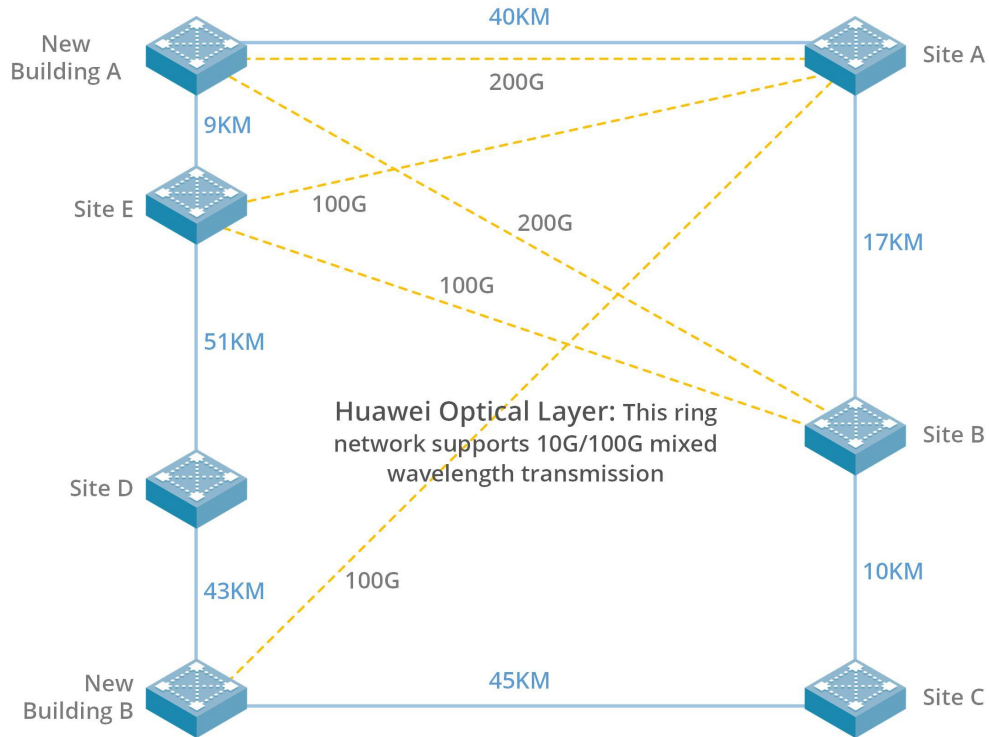 40KM
New
Building A
Site A
200G
9KM
Site E
100G
200G
17KM
100G
51KM
Huawei Optical Layer: This ring
network supports 10G/100G mixed
wavelength transmission
Site B
Site D
100G
10KM
43KM
New
Building B
45KM
Site C